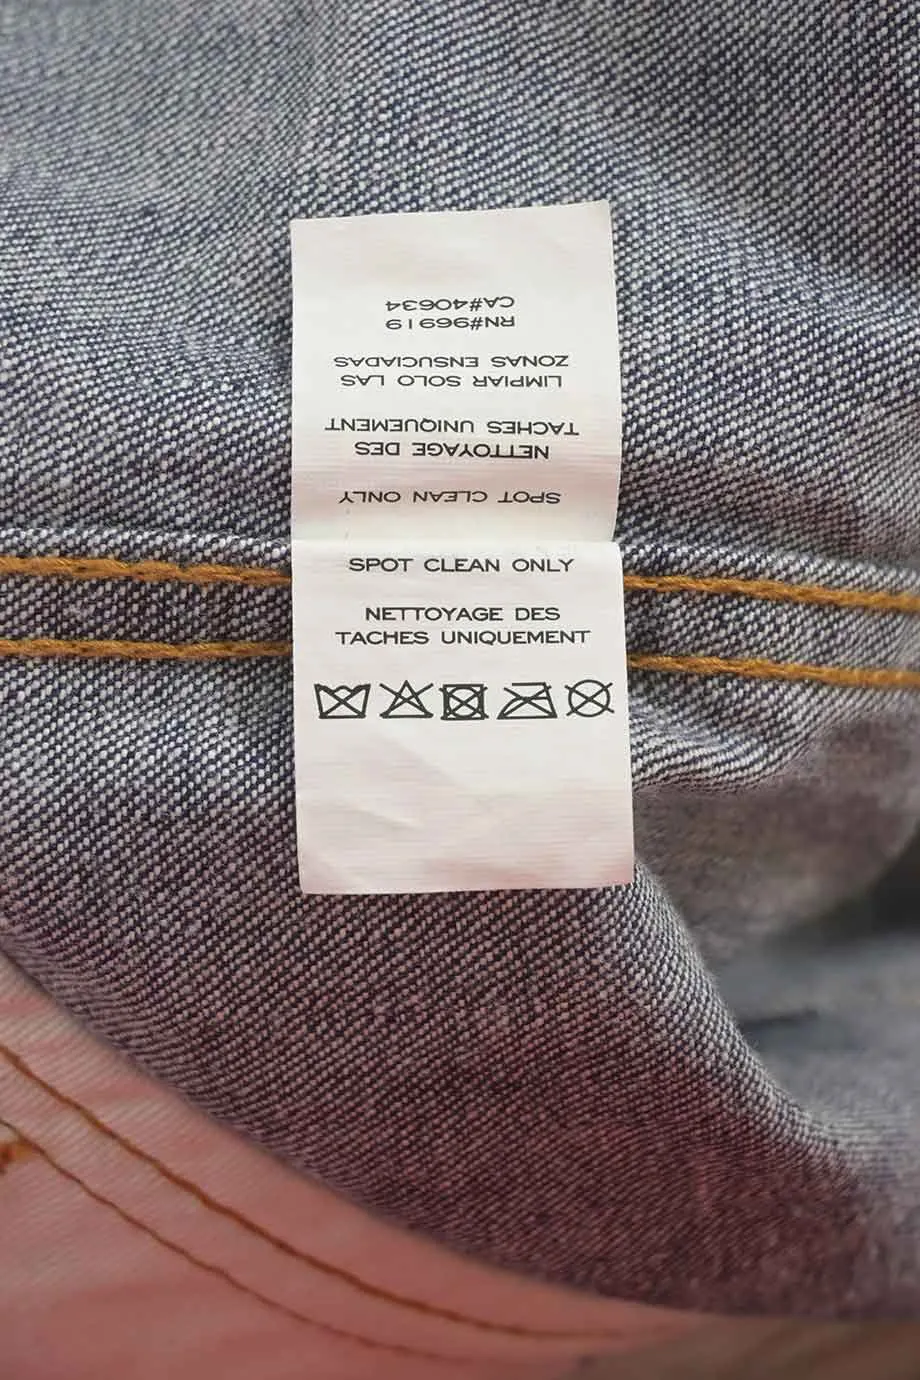 CA#40634
RN#96919
ZONAS ENSUCIADAS
LIMPIAR SOLO LAS
TACHES UNIQUEMENT
NETTOYAGE DES
SPOT CLEAN ONLY
SPOT CLEAN ONLY
NETTOYAGE DES
TACHES UNIQUEMENT